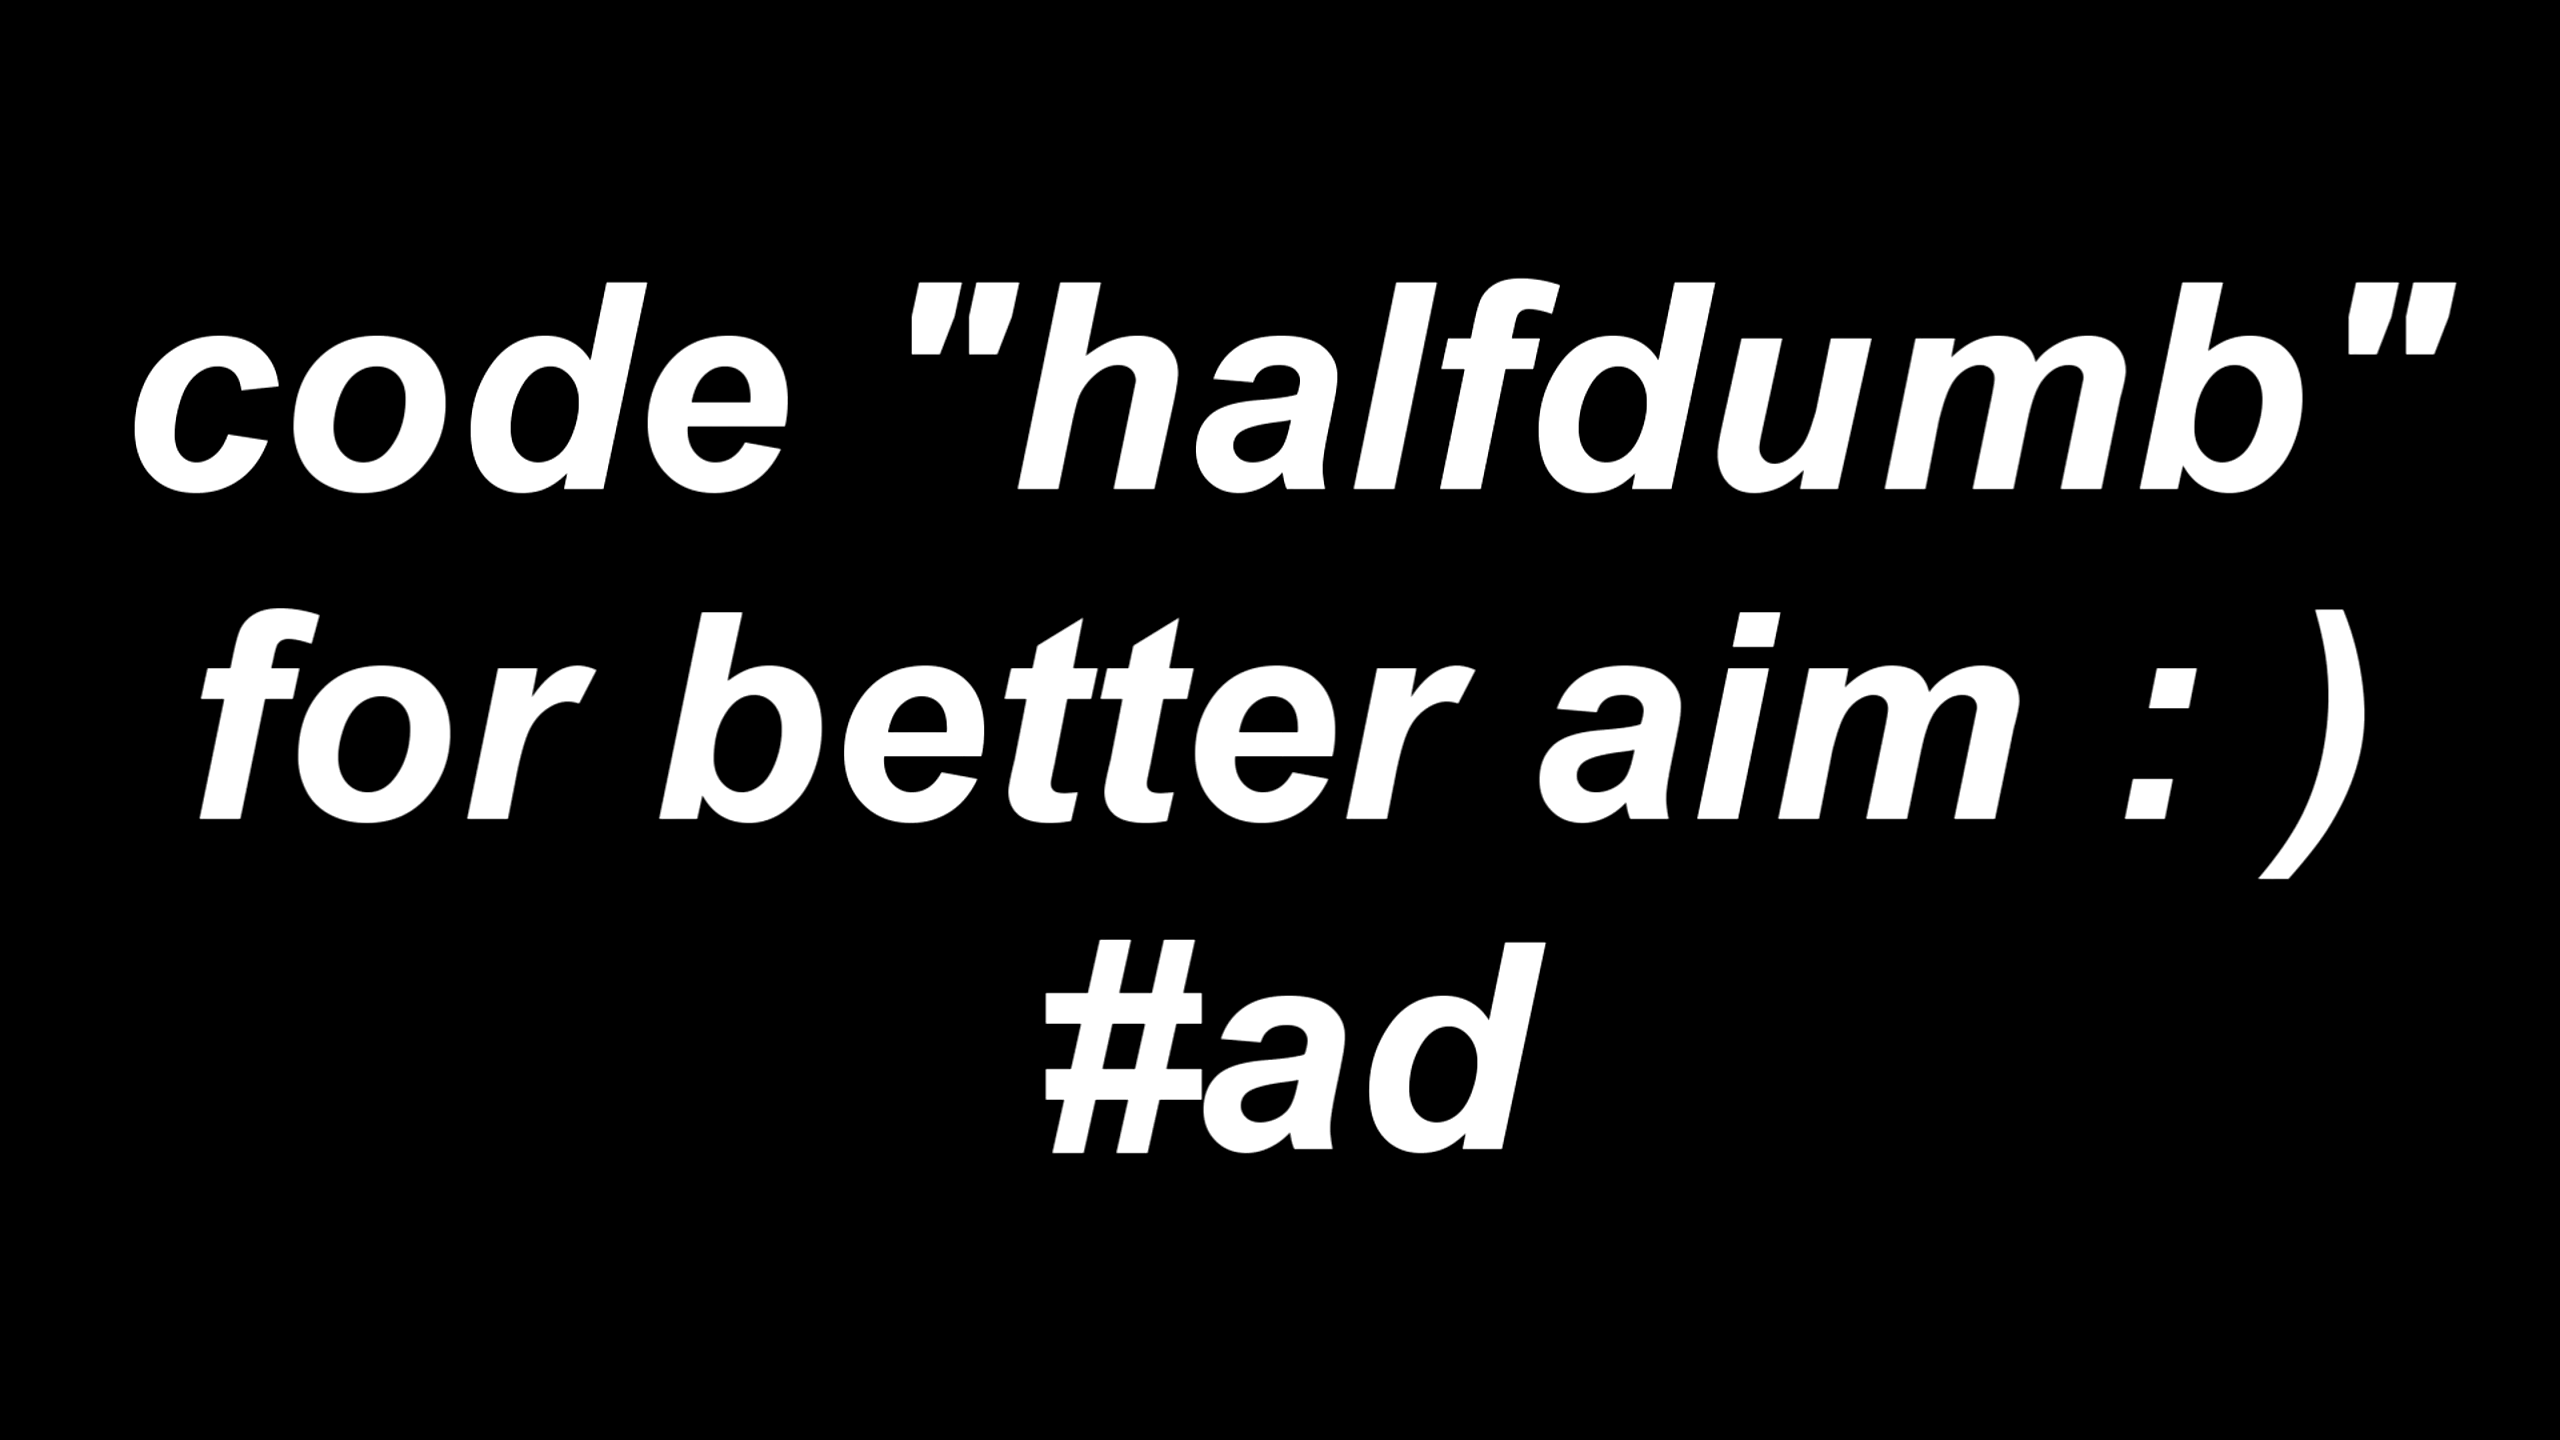 code "halfdumb"
for better aim : )
#ad